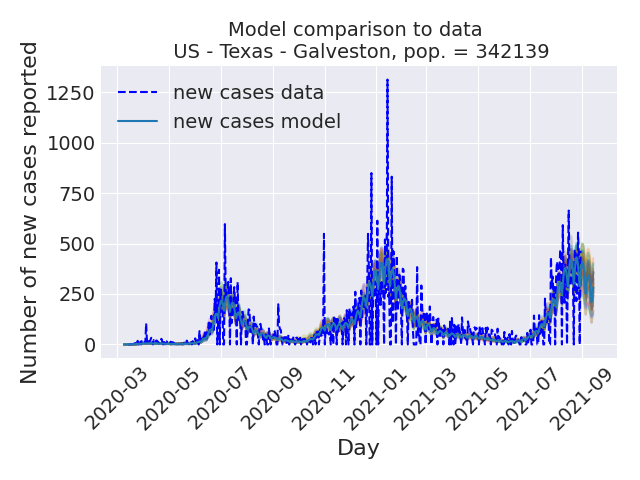 Model comparison to data
US - Texas - Galveston, pop. = 342139
Number of new cases reported
1250
1000
750
500
250
0
new cases data
new cases model
2020-03
2020-05
2020-07
2020-09
2020-11
2021-01
2021-03
2021-05
2021-07
2021-09
Day